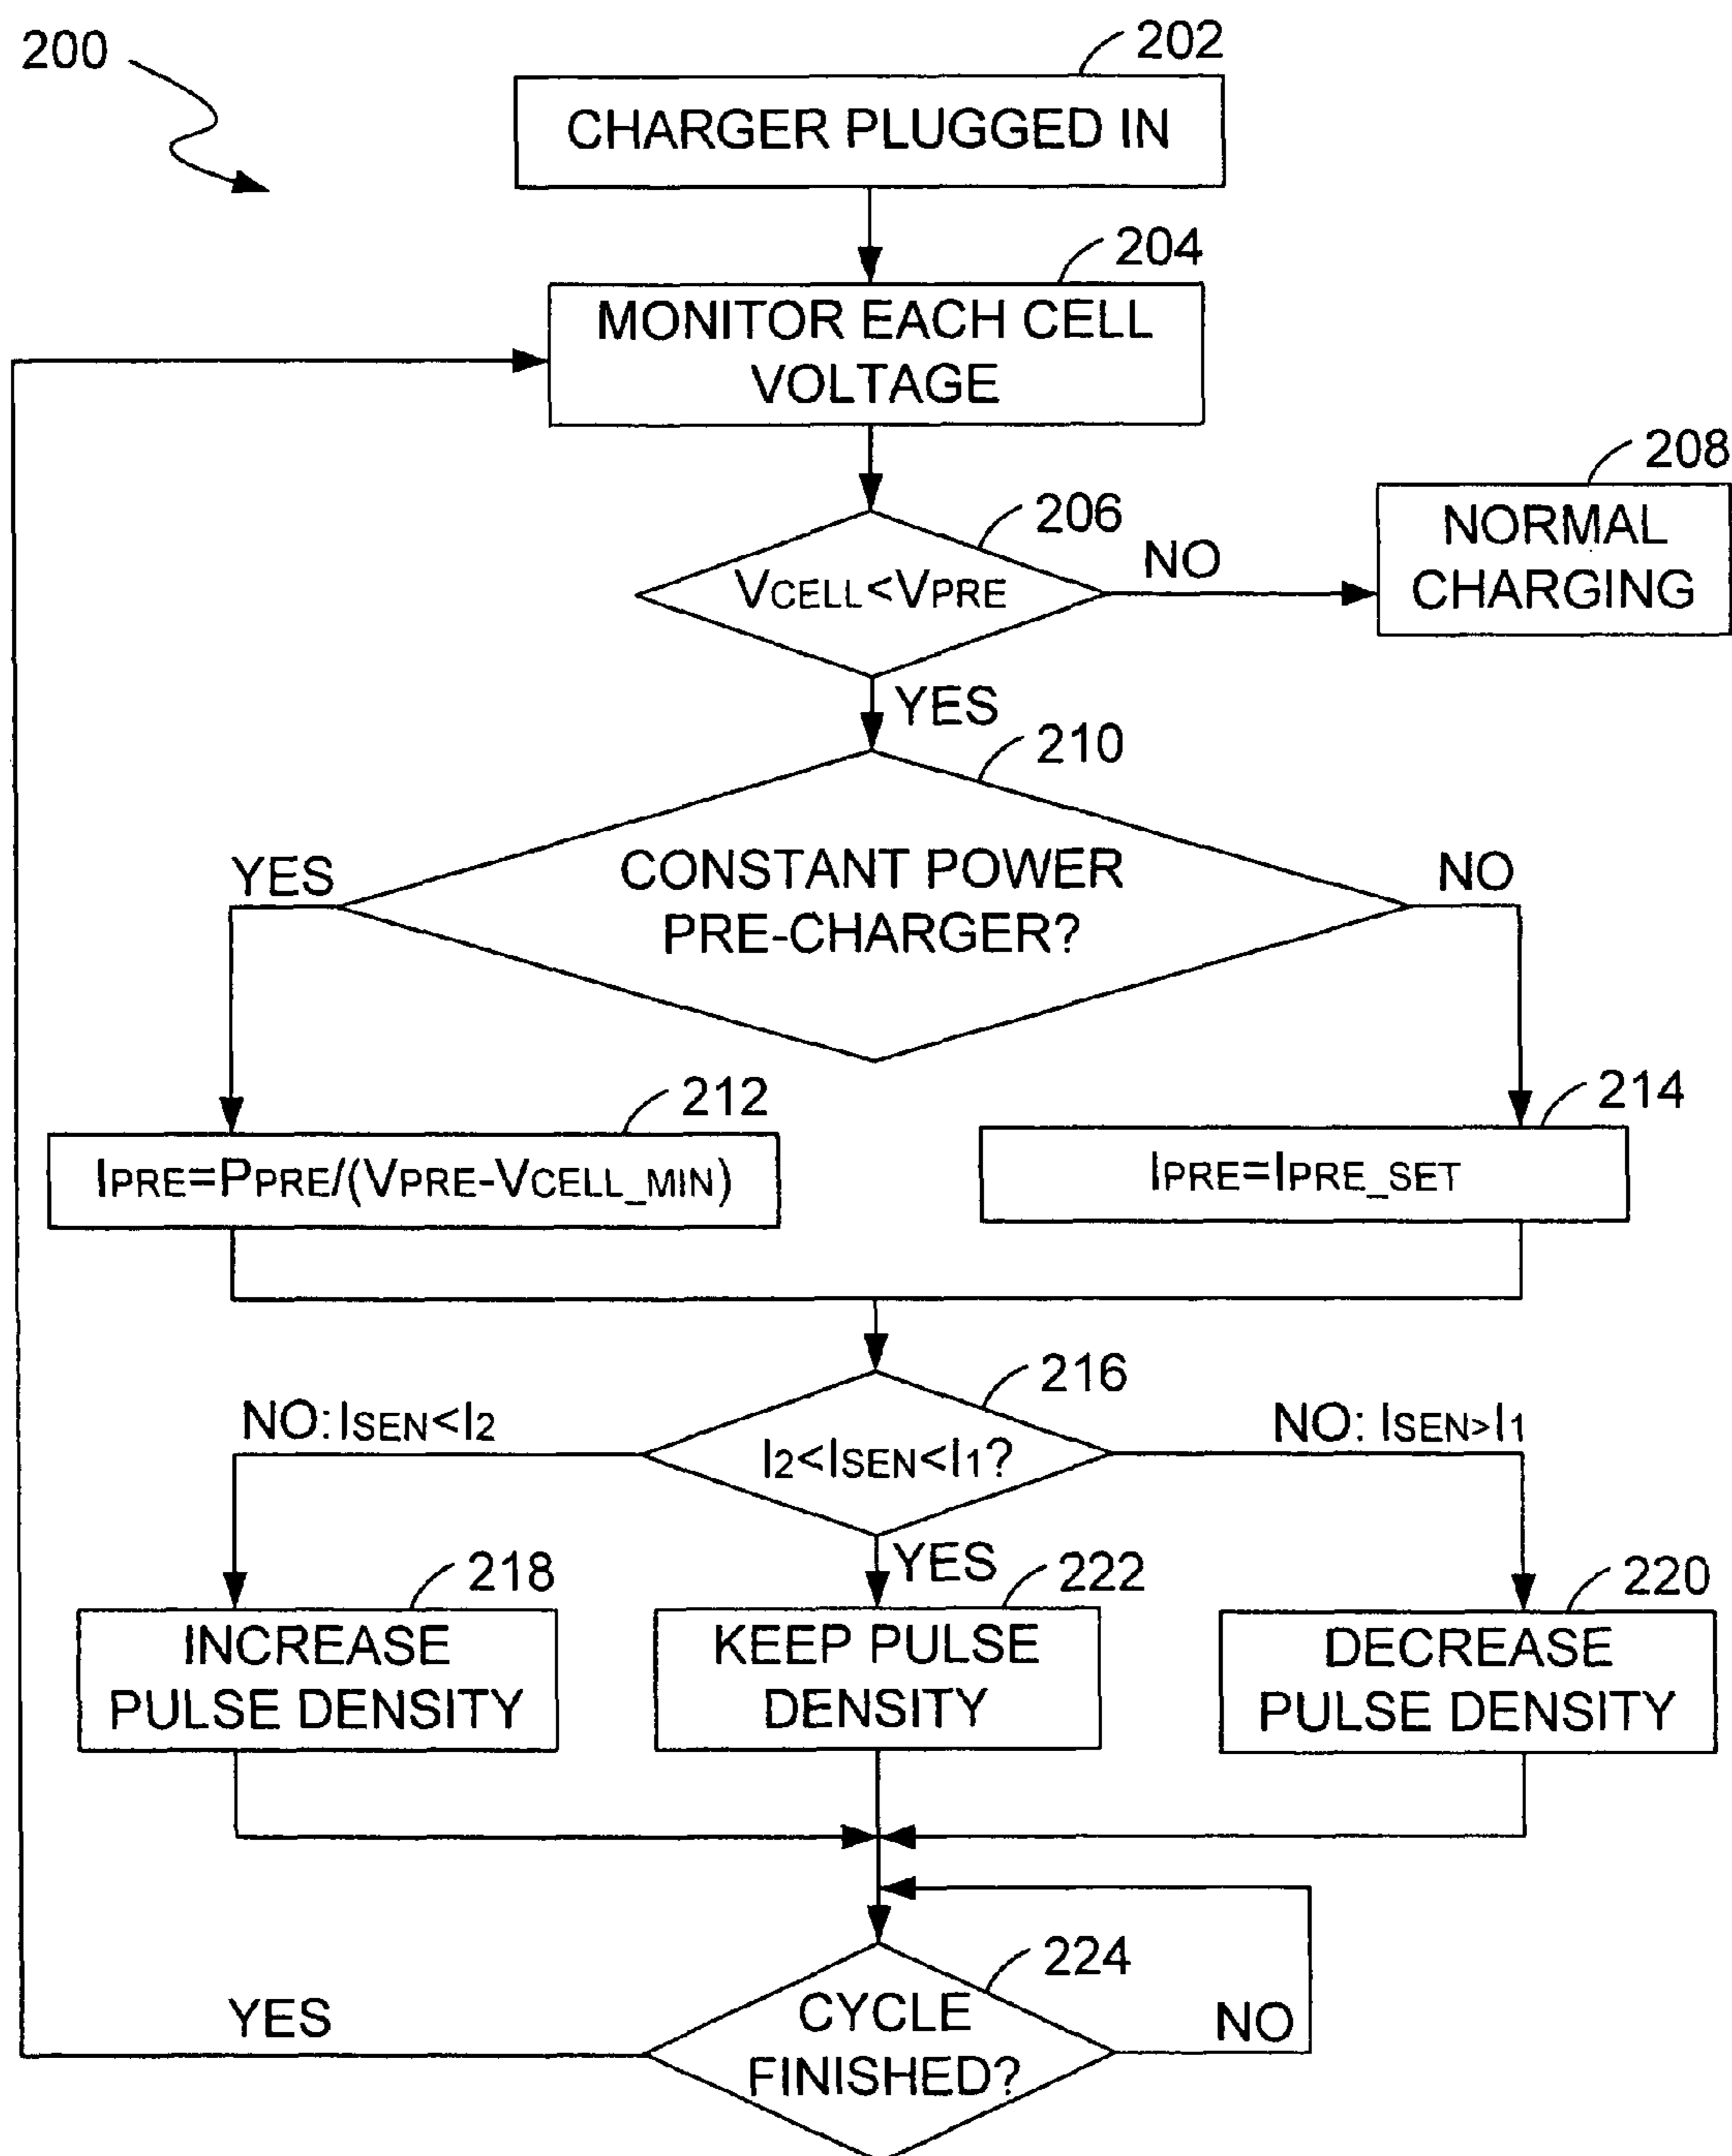 200
202
CHARGER PLUGGED IN
204
MONITOR EACH CELL
VOLTAGE
206
VCELL<VPRE
NO
208
NORMAL
CHARGING
YES
210
CONSTANT POWER
PRE-CHARGER?
YES
NO
212
IPRE=PPRE/(VPRE-VCELL_MIN)
214
IPRE=IPRE_SET
216
I2<ISEN<I1?
NO: ISEN<I2
NO: ISEN>I1
YES
218
INCREASE
PULSE DENSITY
222
KEEP PULSE
DENSITY
220
DECREASE
PULSE DENSITY
224
CYCLE
FINISHED?
YES
NO